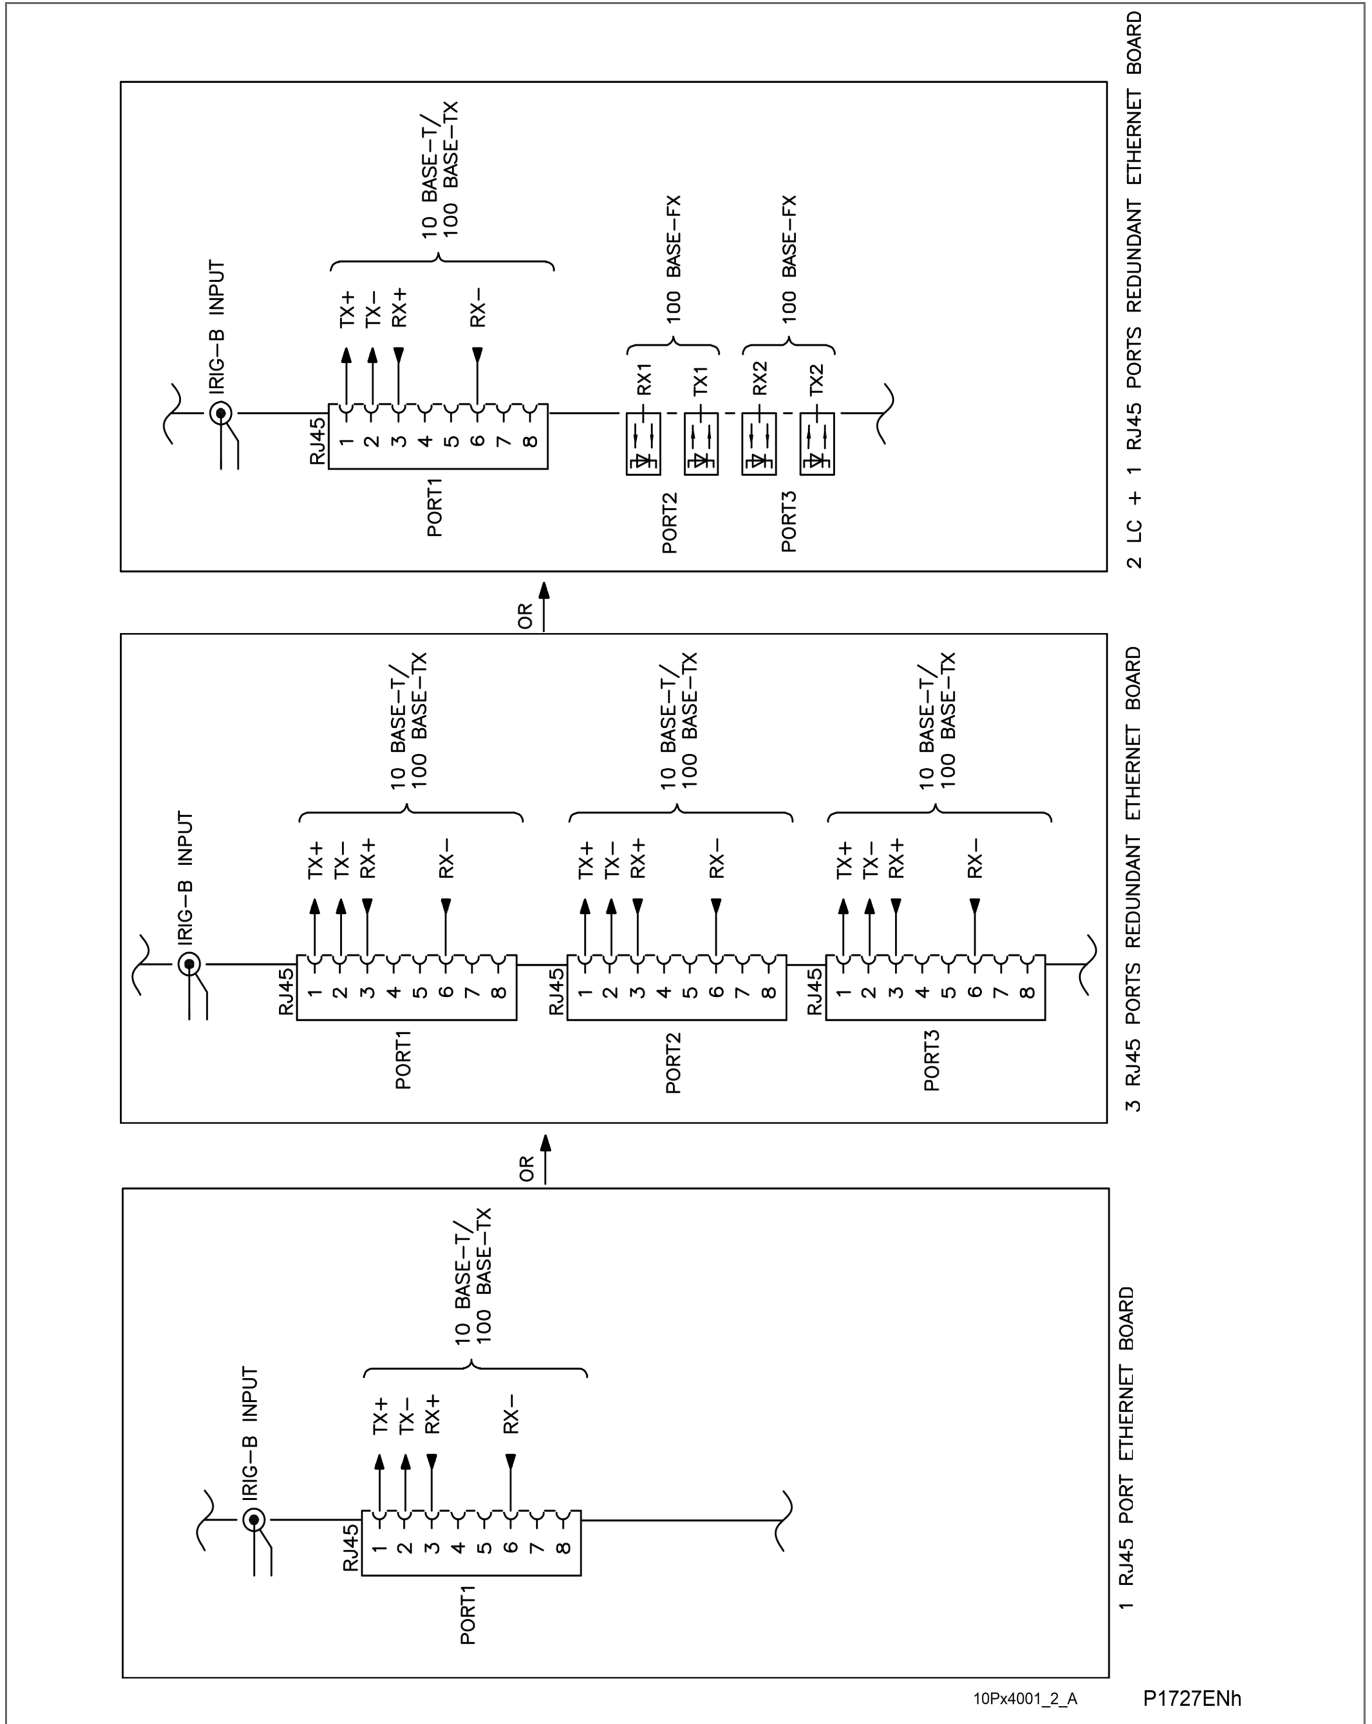 IRIG-B INPUT
RJ45
1
2
3
4
5
6
7
8
PORT1
TX+
TX-
RX+
RX-
10 BASE-T/
100 BASE-TX
1 RJ45 PORT ETHERNET BOARD
OR
IRIG-B INPUT
RJ45
1
2
3
4
5
6
7
8
PORT1
TX+
TX-
RX+
RX-
10 BASE-T/
100 BASE-TX
RJ45
1
2
3
4
5
6
7
8
PORT2
TX+
TX-
RX+
RX-
10 BASE-T/
100 BASE-TX
RJ45
1
2
3
4
5
6
7
8
PORT3
TX+
TX-
RX+
RX-
10 BASE-T/
100 BASE-TX
3 RJ45 PORTS REDUNDANT ETHERNET BOARD
OR
IRIG-B INPUT
RJ45
1
2
3
4
5
6
7
8
PORT1
TX+
TX-
RX+
RX-
10 BASE-T/
100 BASE-TX
PORT2
RX1
TX1
100 BASE-FX
PORT3
RX2
TX2
100 BASE-FX
2 LC + 1 RJ45 PORTS REDUNDANT ETHERNET BOARD
10Px4001_2_A
P1727ENh